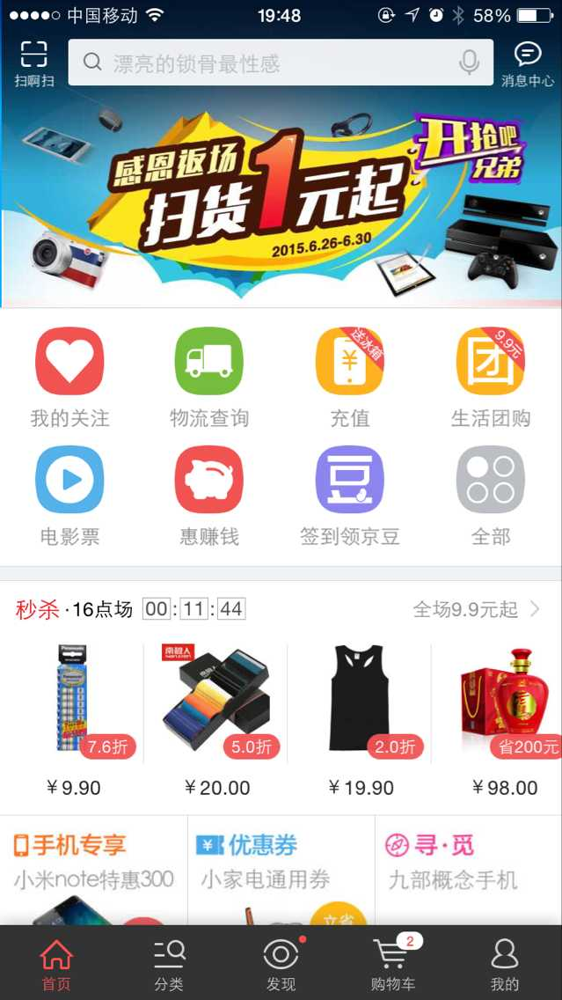 中国移动
19:48
58%
扫啊扫
漂亮的锁骨最性感
消息中心
开抢吧
兄弟
感恩返场
扫货1元起
2015.6.26-6.30
送冰箱
9.9元
团
我的关注
物流查询
充值
生活团购
豆
电影票
惠赚钱
签到领京豆
全部
秒杀·16点场 00:11:44
全场9.9元起
Panasonic
南极人
7.6折
5.0折
2.0折
省200元
¥9.90
¥20.00
¥19.90
¥98.00
手机专享
优惠券
寻·觅
小米note特惠300
小家电通用券
九部概念手机
立省
2
首页
分类
发现
购物车
我的